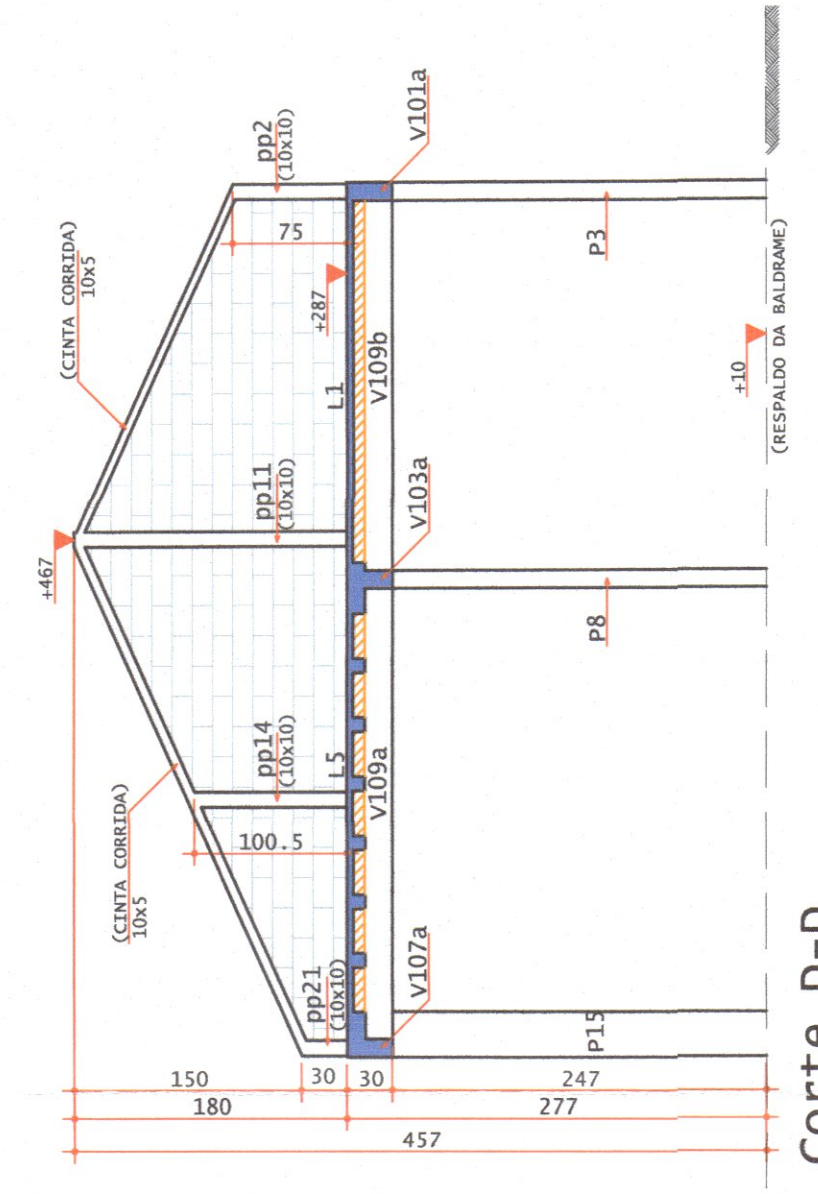 +467
(CINTA CORRIDA)
10x5
(CINTA CORRIDA)
10x5
pp21
(10x10)
pp14
(10x10)
pp11
(10x10)
pp2
(10x10)
100.5
75
+287
L5
L1
V109a
V109b
V107a
V103a
V101a
P15
P8
P3
+10
(RESPALDO DA BALDRAME)
150
30
30
247
180
277
457
Corte D-D